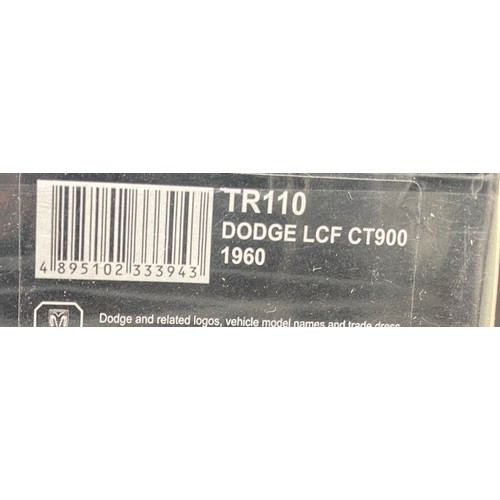 TR110
DODGE LCF CT900
1960
4 895102 333943
Dodge and related logos, vehicle model names and trade dress